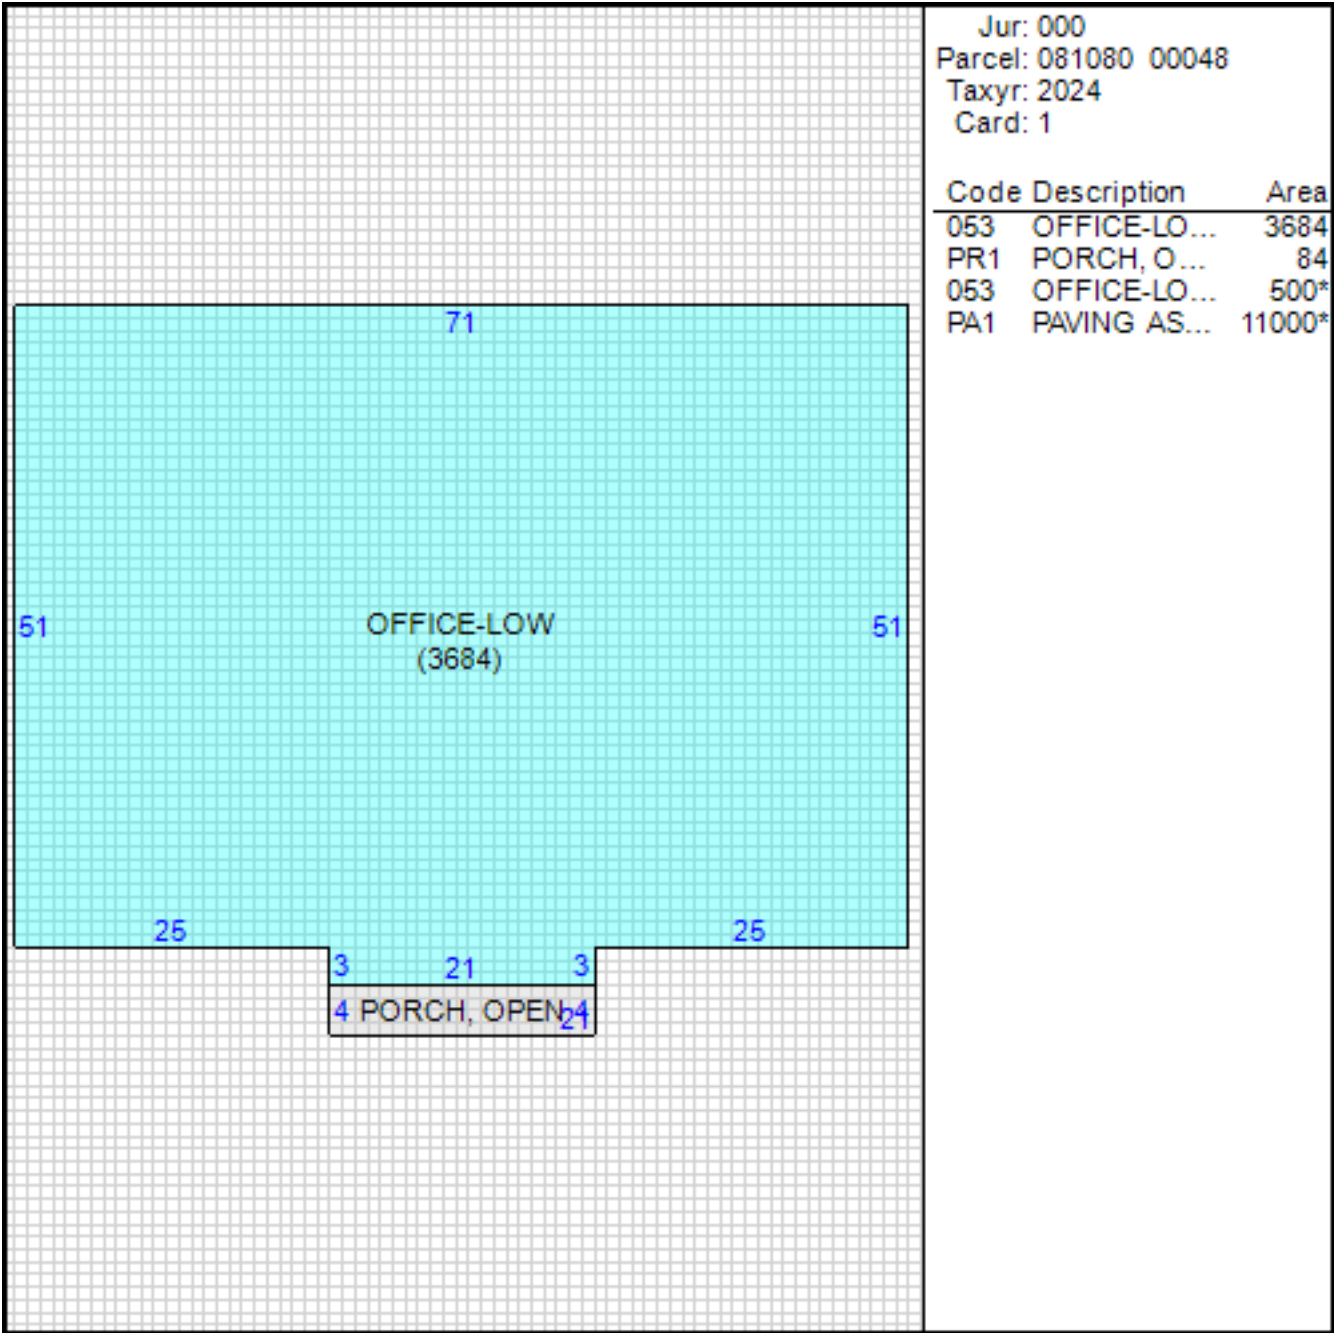 Jur: 000
Parcel: 081080 00048
Taxyr: 2024
Card: 1
Code Description Area
053 OFFICE-LO... 3684
PR1 PORCH, O... 84
053 OFFICE-LO... 500*
PA1 PAVING AS... 11000*
71
51
OFFICE-LOW
(3684)
51
25
25
3
21
3
4
PORCH, OPEN
4
21